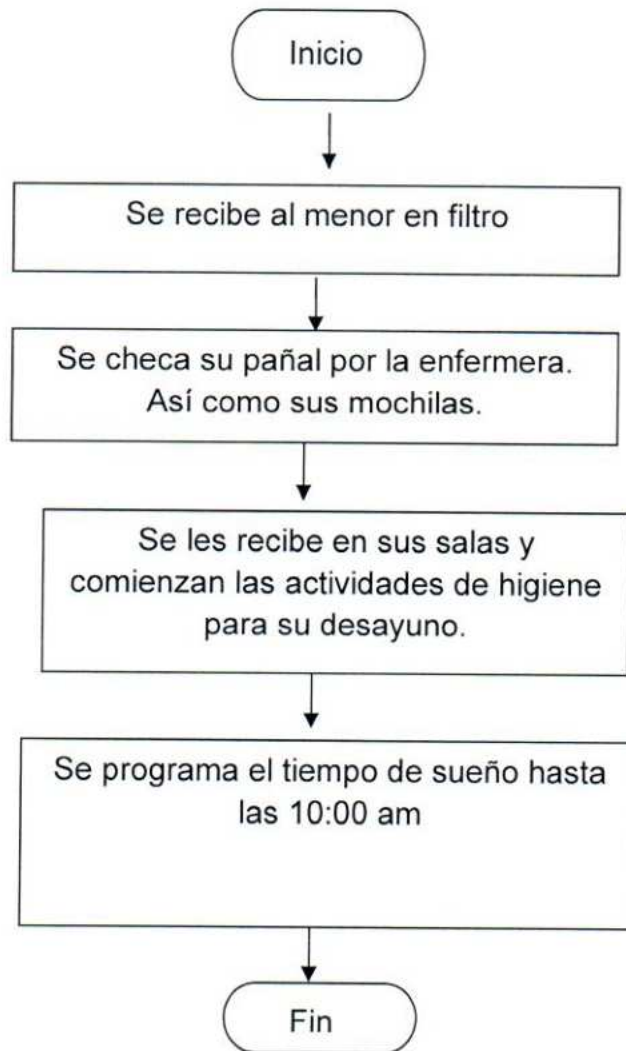 Inicio
Se recibe al menor en filtro
Se checa su pañal por la enfermera.
Así como sus mochilas.
Se les recibe en sus salas y
comienzan las actividades de higiene
para su desayuno.
Se programa el tiempo de sueño hasta
las 10:00 am
Fin